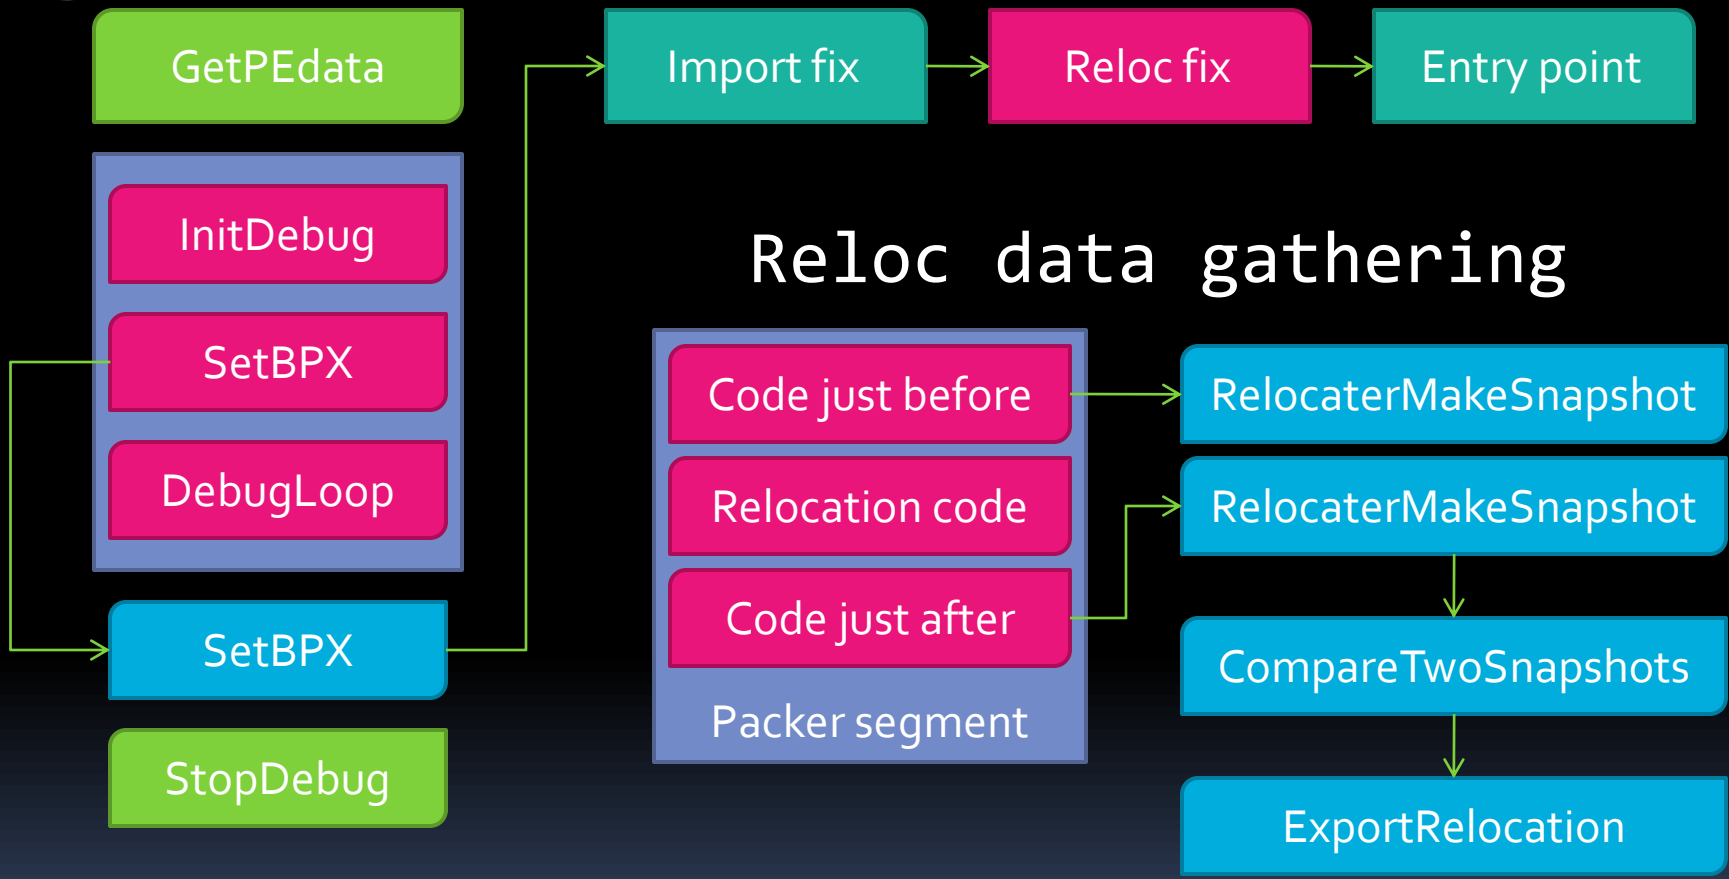 GetPEdata
Import fix
Reloc fix
Entry point
InitDebug
SetBPX
DebugLoop
SetBPX
StopDebug
Reloc data gathering
Code just before
Relocation code
Code just after
Packer segment
RelocaterMakeSnapshot
RelocaterMakeSnapshot
CompareTwoSnapshots
ExportRelocation